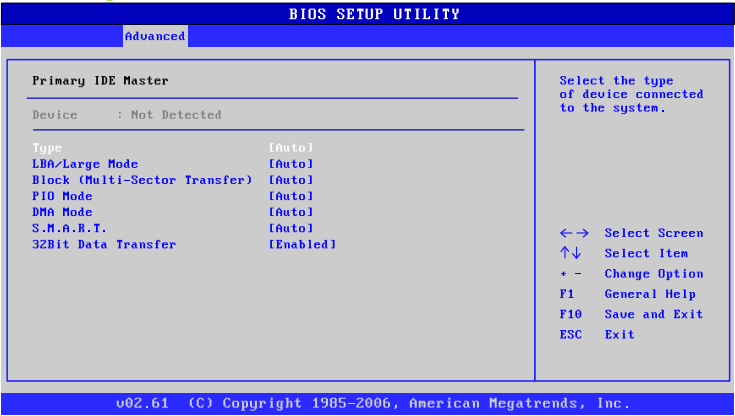 BIOS SETUP UTILITY
Advanced
Primary IDE Master
Device : Not Detected
Type [Auto]
LBA/Large Mode [Auto]
Block (Multi-Sector Transfer) [Auto]
PIO Mode [Auto]
DMA Mode [Auto]
S.M.A.R.T. [Auto]
32Bit Data Transfer [Enabled]
Select the type
of device connected
to the system.
←→ Select Screen
↑↓ Select Item
+ - Change Option
F1 General Help
F10 Save and Exit
ESC Exit
v02.61 (C) Copyright 1985-2006, American Megatrends, Inc.